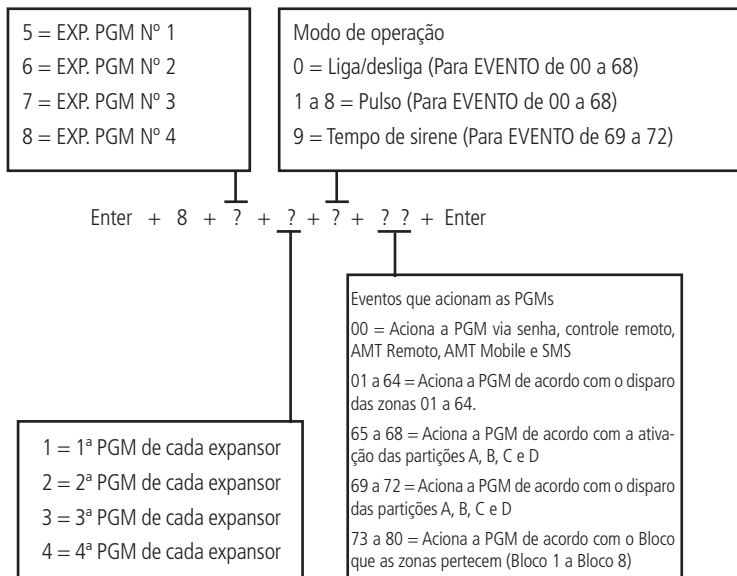 5 = EXP. PGM Nº 1
6 = EXP. PGM Nº 2
7 = EXP. PGM Nº 3
8 = EXP. PGM Nº 4
Modo de operação
0 = Liga/desliga (Para EVENTO de 00 a 68)
1 a 8 = Pulso (Para EVENTO de 00 a 68)
9 = Tempo de sirene (Para EVENTO de 69 a 72)
Enter + 8 + ? + ? + ? + ? ? + Enter
1 = 1ª PGM de cada expansor
2 = 2ª PGM de cada expansor
3 = 3ª PGM de cada expansor
4 = 4ª PGM de cada expansor
Eventos que acionam as PGMs
00 = Aciona a PGM via senha, controle remoto,
AMT Remoto, AMT Mobile e SMS
01 a 64 = Aciona a PGM de acordo com o disparo
das zonas 01 a 64.
65 a 68 = Aciona a PGM de acordo com a ativa-
ção das partições A, B, C e D
69 a 72 = Aciona a PGM de acordo com o disparo
das partições A, B, C e D
73 a 80 = Aciona a PGM de acordo com o Bloco
que as zonas pertecem (Bloco 1 a Bloco 8)